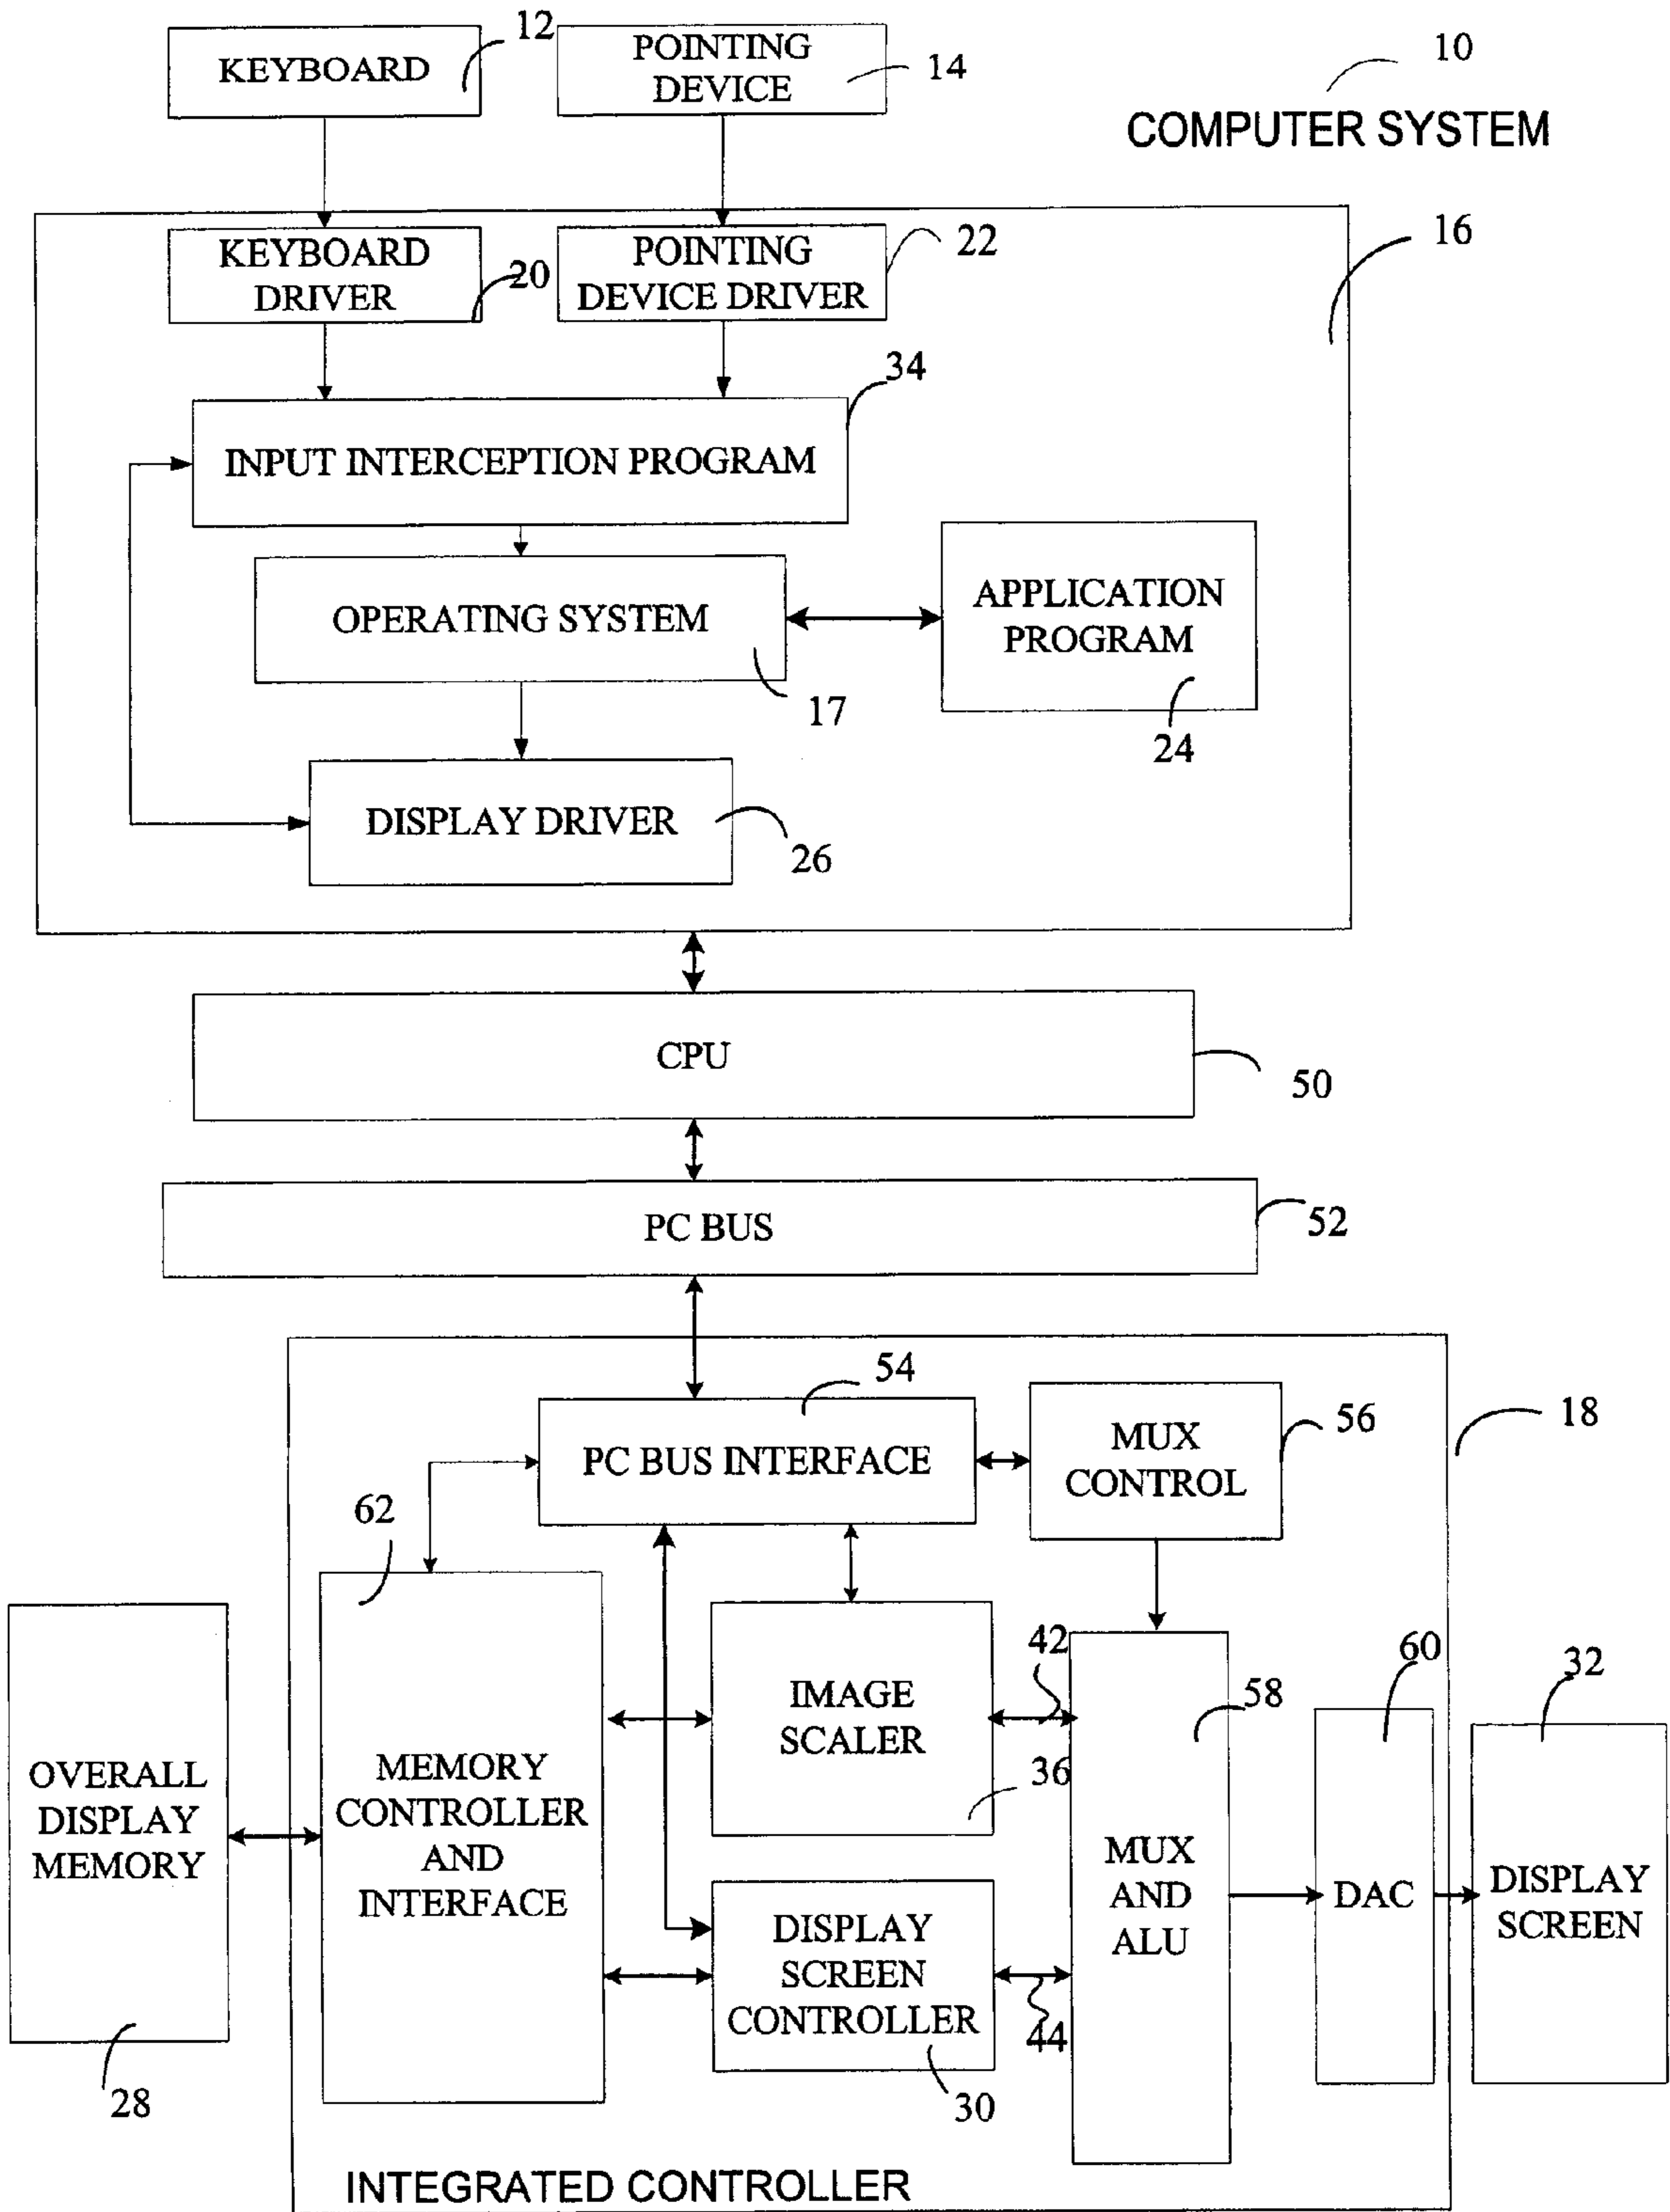 12
KEYBOARD
POINTING
DEVICE
14
10
COMPUTER SYSTEM
16
KEYBOARD
DRIVER
20
POINTING
DEVICE DRIVER
22
34
INPUT INTERCEPTION PROGRAM
OPERATING SYSTEM
17
APPLICATION
PROGRAM
24
DISPLAY DRIVER
26
CPU
50
PC BUS
52
54
PC BUS INTERFACE
MUX
CONTROL
56
18
62
MEMORY
CONTROLLER
AND
INTERFACE
OVERALL
DISPLAY
MEMORY
28
IMAGE
SCALER
36
42
DISPLAY
SCREEN
CONTROLLER
30
44
58
MUX
AND
ALU
60
DAC
32
DISPLAY
SCREEN
INTEGRATED CONTROLLER